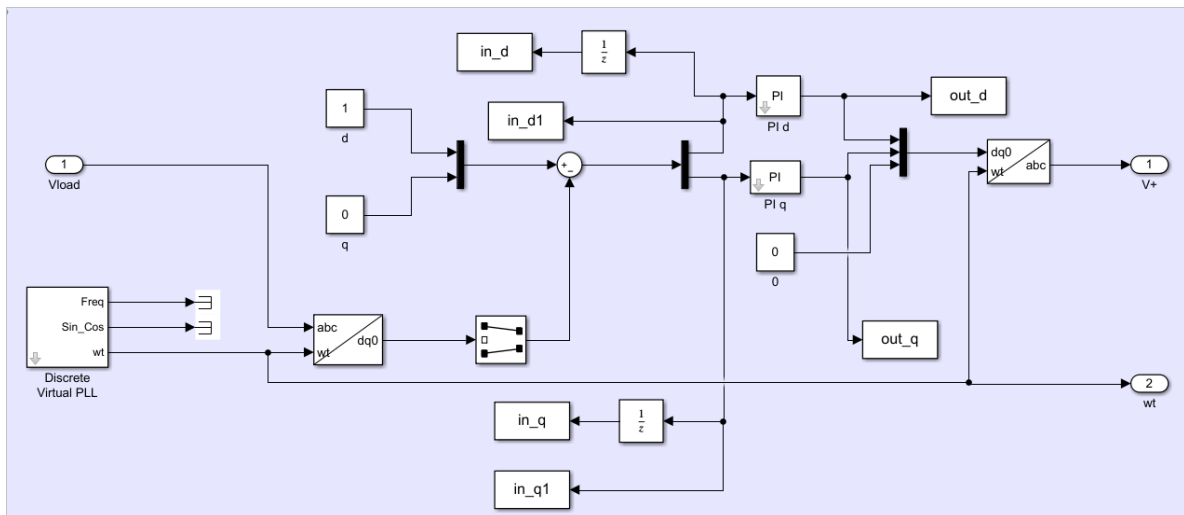 in_d
1
z
in_d1
1
d
PI
PI d
out_d
1
Vload
+
−
dq0
wt
abc
1
V+
0
q
PI
PI q
0
0
Freq
Sin_Cos
wt
Discrete
Virtual PLL
abc
wt
dq0
out_q
2
wt
in_q
1
z
in_q1